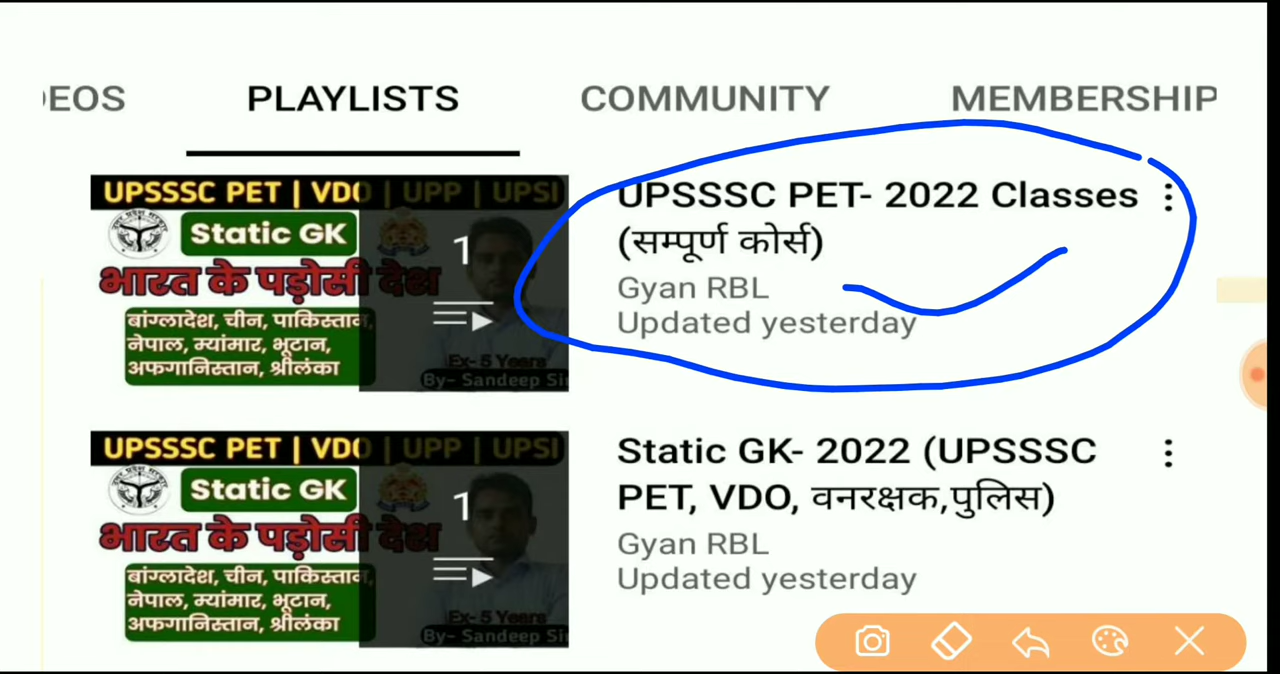 EOS PLAYLISTS COMMUNITY MEMBERSHIP
UPSSSC PET | VDO | UPP | UPSI
Static GK
भारत के पड़ोसी देश
बांग्लादेश, चीन, पाकिस्तान,
नेपाल, म्यांमार, भूटान,
अफगानिस्तान, श्रीलंका
1
Ex- 5 Years
By- Sandeep Si
UPSSSC PET- 2022 Classes
(सम्पूर्ण कोर्स)
Gyan RBL
Updated yesterday
UPSSSC PET | VDO | UPP | UPSI
Static GK
भारत के पड़ोसी देश
बांग्लादेश, चीन, पाकिस्तान,
नेपाल, म्यांमार, भूटान,
अफगानिस्तान, श्रीलंका
1
Ex- 5 Years
By- Sandeep Si
Static GK- 2022 (UPSSSC
PET, VDO, वनरक्षक,पुलिस)
Gyan RBL
Updated yesterday